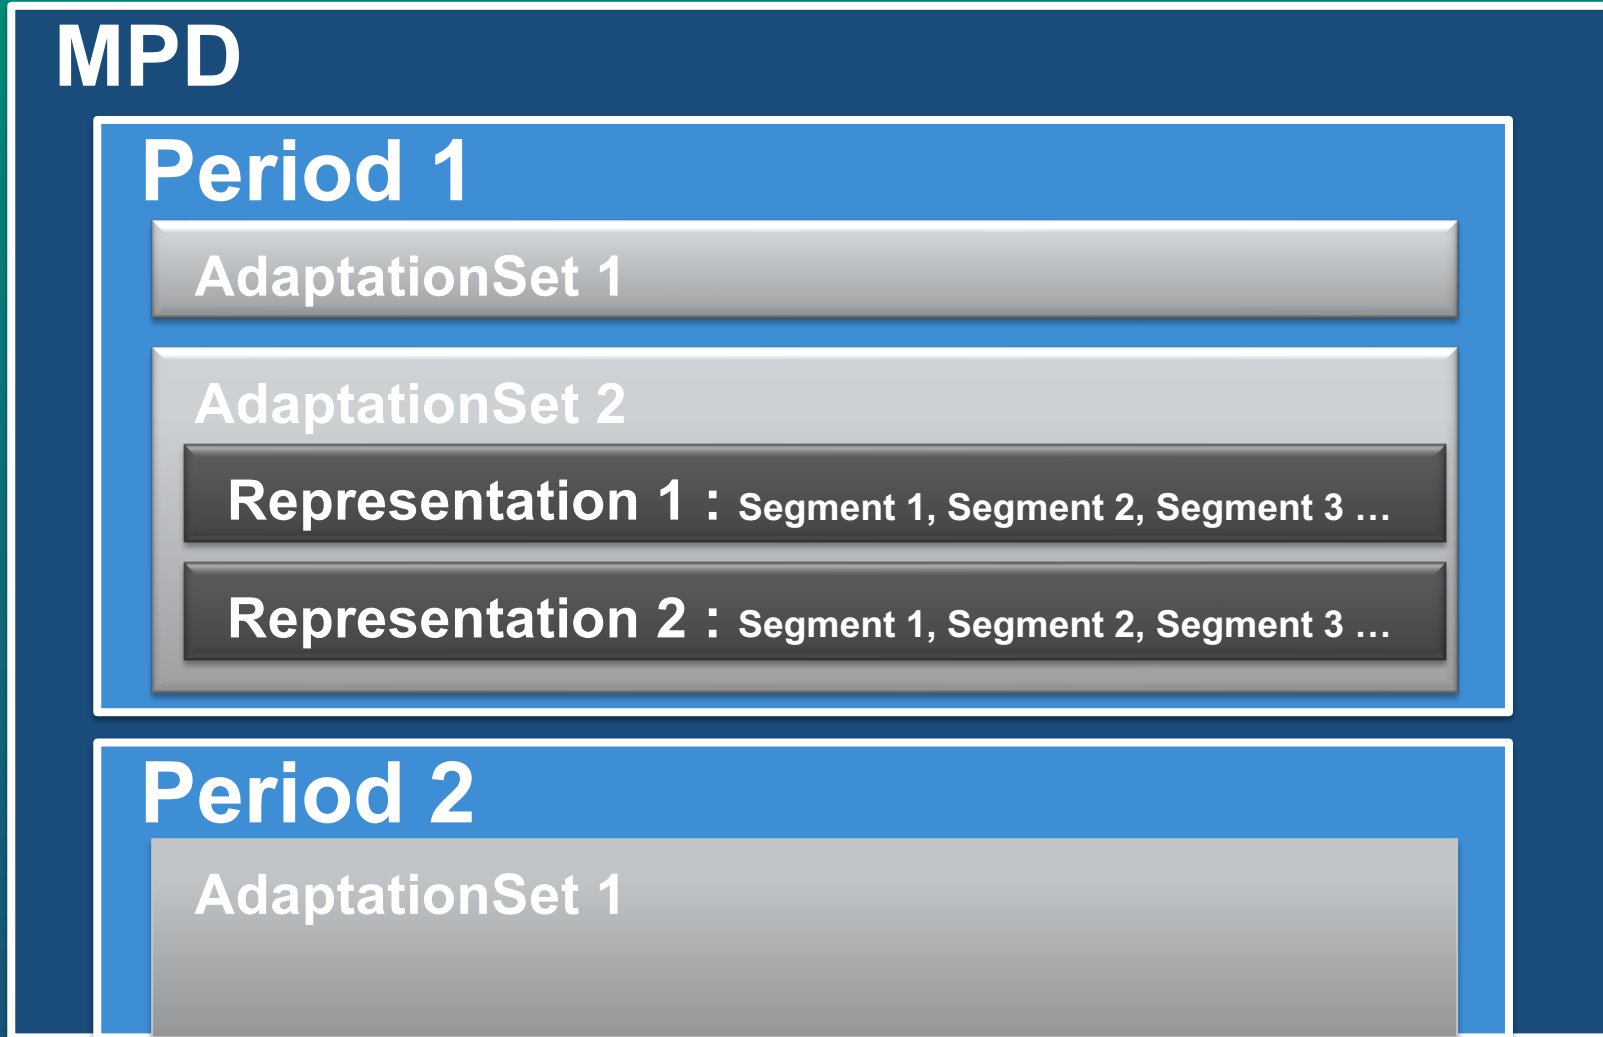 MPD
Period 1
AdaptationSet 1
AdaptationSet 2
Representation 1 : Segment 1, Segment 2, Segment 3 …
Representation 2 : Segment 1, Segment 2, Segment 3 …
Period 2
AdaptationSet 1